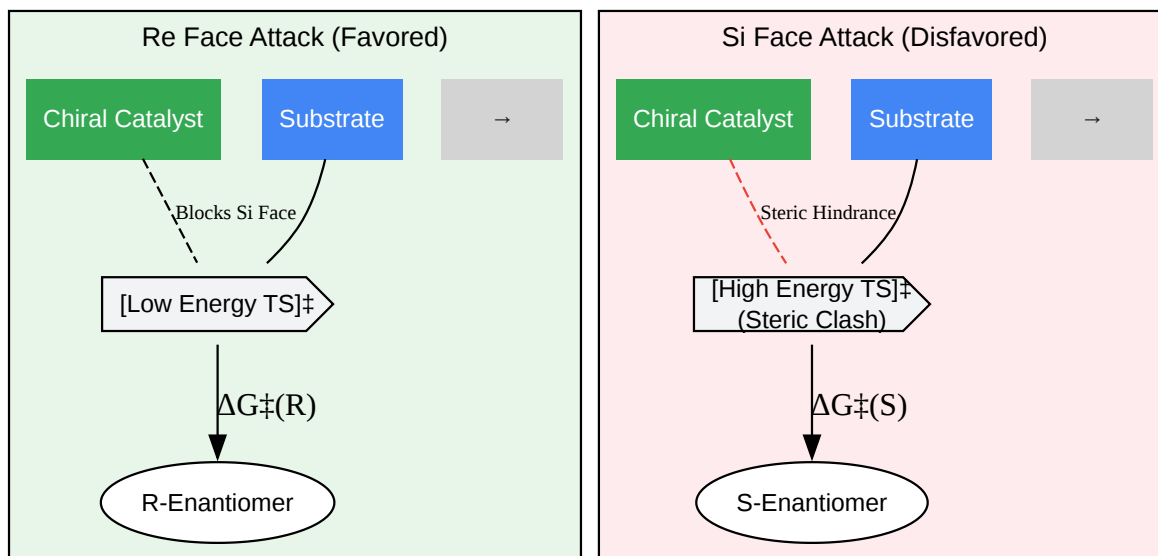 Re Face Attack (Favored)
Chiral Catalyst
Substrate
→
Blocks Si Face
[Low Energy TS]‡
ΔG‡(R)
R-Enantiomer
Si Face Attack (Disfavored)
Chiral Catalyst
Substrate
→
Steric Hindrance
[High Energy TS]‡
(Steric Clash)
ΔG‡(S)
S-Enantiomer